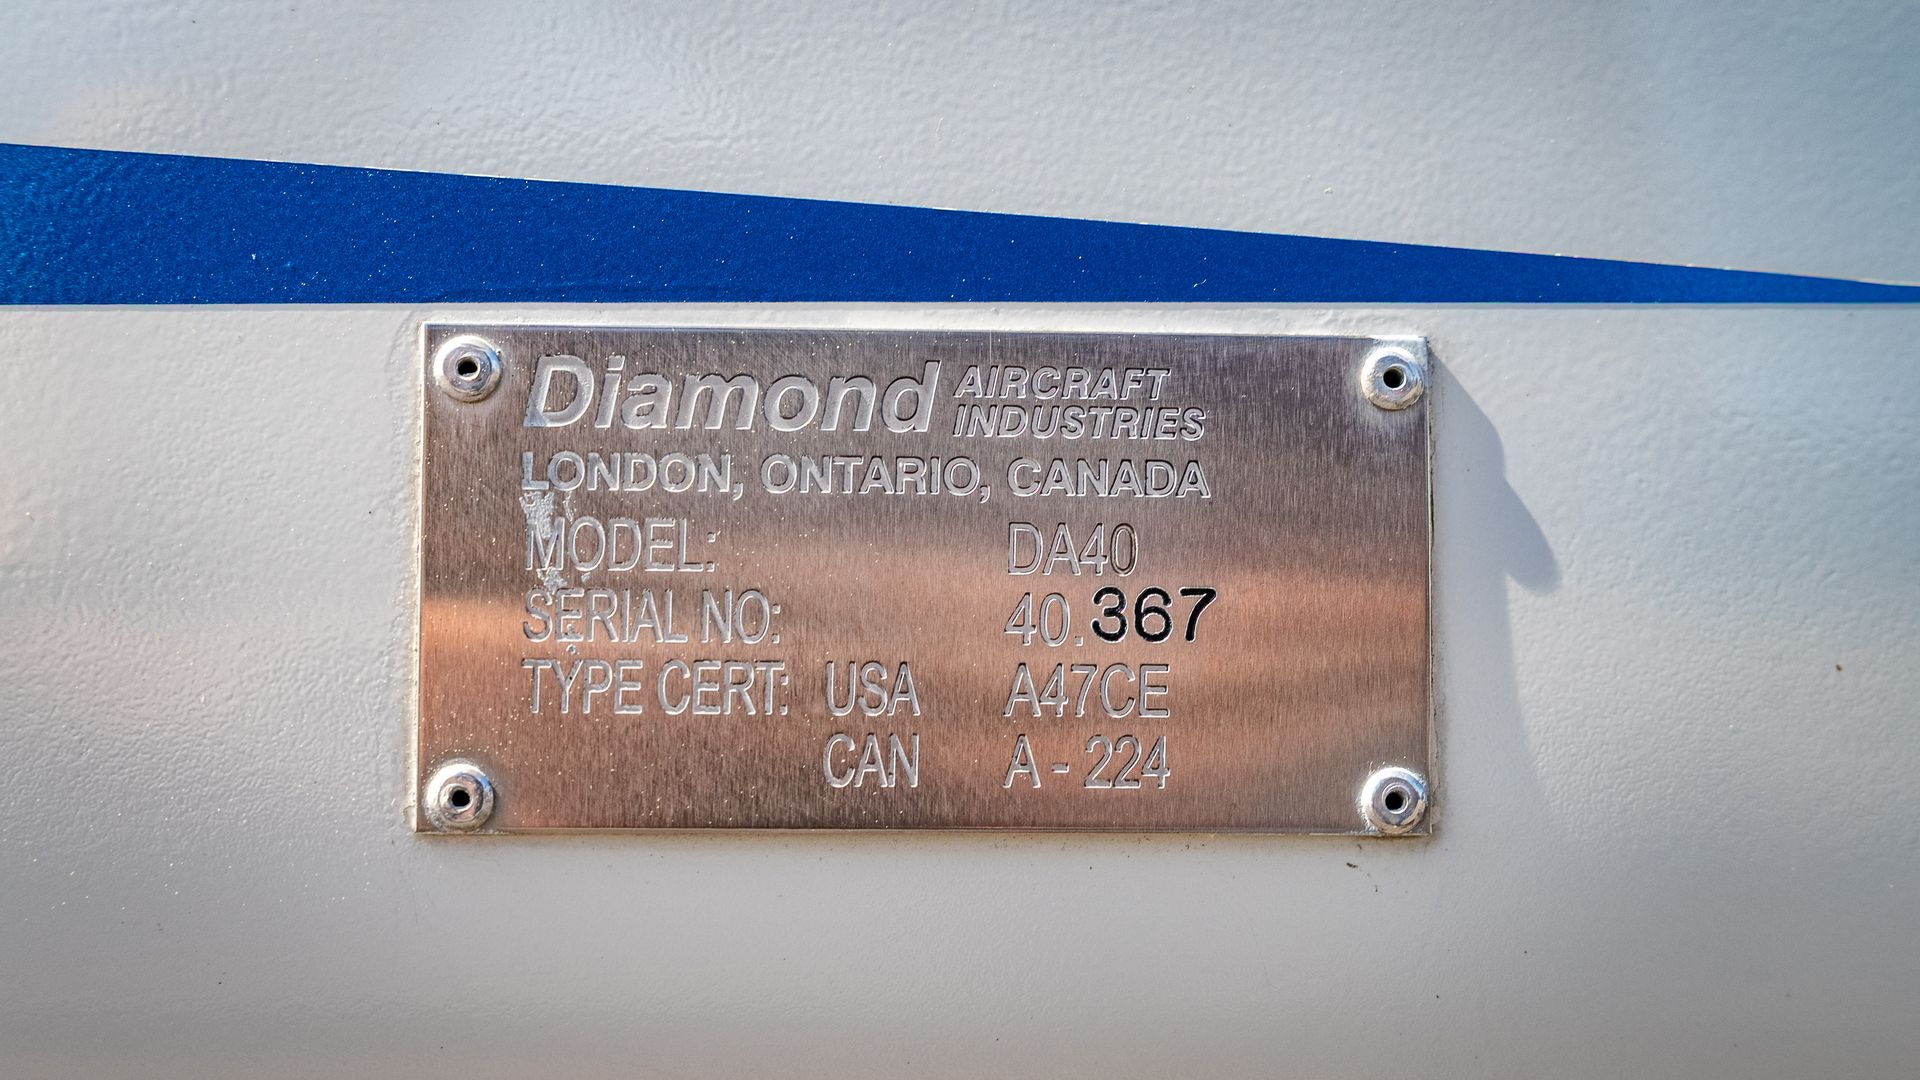 Diamond AIRCRAFT INDUSTRIES
LONDON, ONTARIO, CANADA
MODEL: DA40
SERIAL NO: 40.367
TYPE CERT: USA A47CE
CAN A - 224